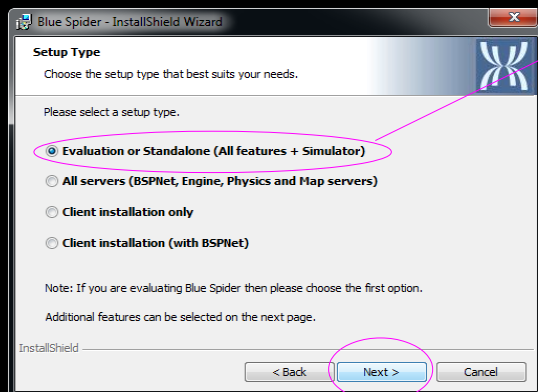 Blue Spider - InstallShield Wizard
Setup Type
Choose the setup type that best suits your needs.
Please select a setup type.
Evaluation or Standalone (All features + Simulator)
All servers (BSPNet, Engine, Physics and Map servers)
Client installation only
Client installation (with BSPNet)
Note: If you are evaluating Blue Spider then please choose the first option.
Additional features can be selected on the next page.
InstallShield
< Back Next > Cancel